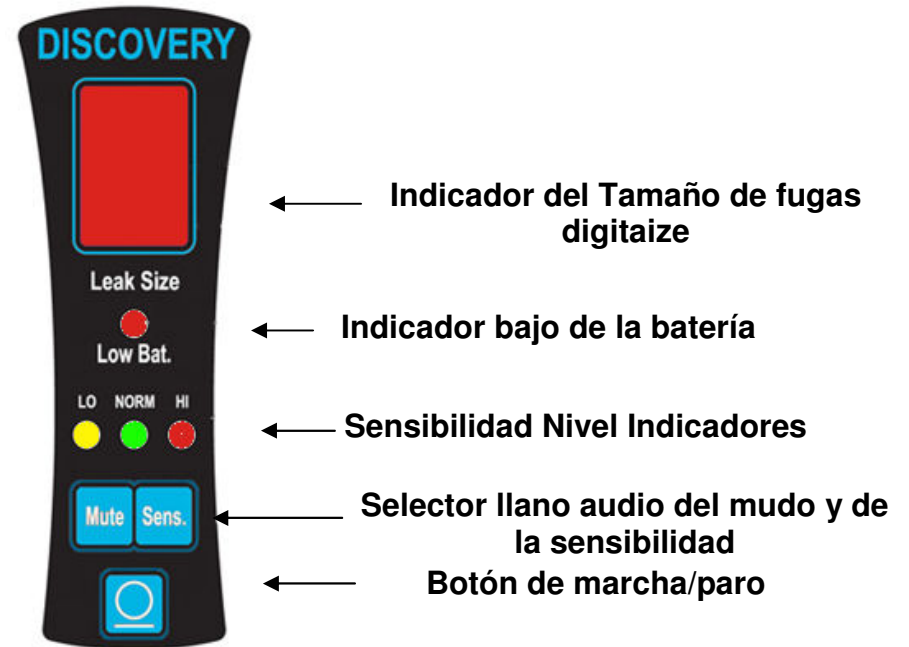 DISCOVERY
Indicador del Tamaño de fugas
digitaize
Leak Size
Indicador bajo de la batería
Low Bat.
LO NORM HI
Sensibilidad Nivel Indicadores
Mute Sens.
Selector llano audio del mudo y de
la sensibilidad
Botón de marcha/paro